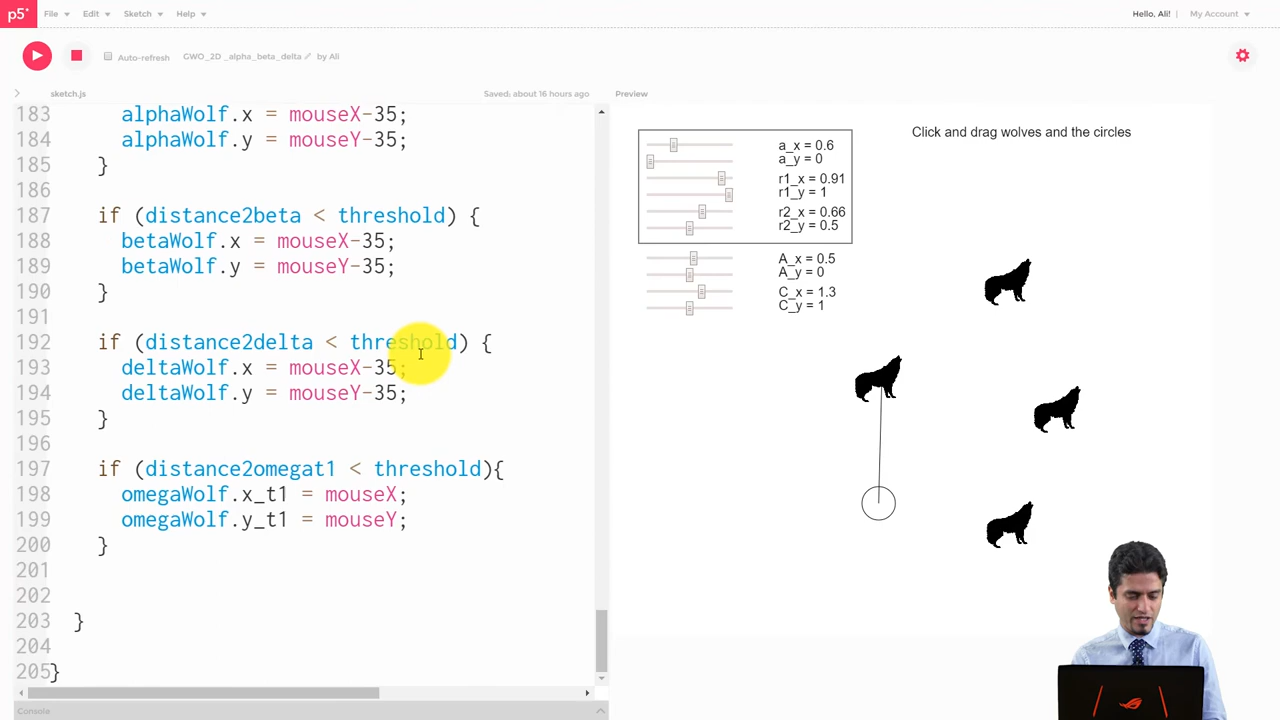 p5*
File Edit Sketch Help
Hello, Ali! | My Account
Auto-refresh GWO_2D _alpha_beta_delta by Ali
sketch.js Saved: about 16 hours ago Preview
183 alphaWolf.x = mouseX-35;
184 alphaWolf.y = mouseY-35;
185 }
186
187 if (distance2beta < threshold) {
188 betaWolf.x = mouseX-35;
189 betaWolf.y = mouseY-35;
190 }
191
192 if (distance2delta < threshold) {
193 deltaWolf.x = mouseX-35;
194 deltaWolf.y = mouseY-35;
195 }
196
197 if (distance2omegat1 < threshold){
198 omegaWolf.x_t1 = mouseX;
199 omegaWolf.y_t1 = mouseY;
200 }
201
202
203 }
204
205 }
Console
Click and drag wolves and the circles
a_x = 0.6
a_y = 0
r1_x = 0.91
r1_y = 1
r2_x = 0.66
r2_y = 0.5
A_x = 0.5
A_y = 0
C_x = 1.3
C_y = 1